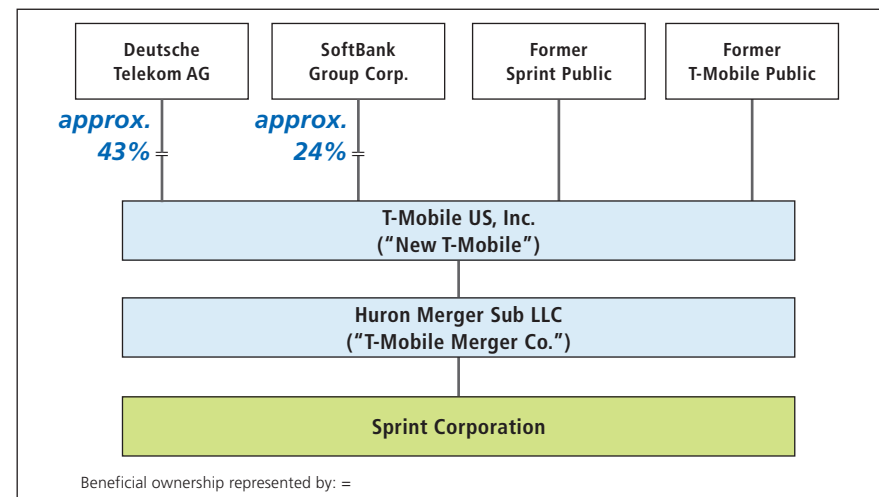 Deutsche
Telekom AG
SoftBank
Group Corp.
Former
Sprint Public
Former
T-Mobile Public
approx.
43%
approx.
24%
T-Mobile US, Inc.
("New T-Mobile")
Huron Merger Sub LLC
("T-Mobile Merger Co.")
Sprint Corporation
Beneficial ownership represented by: =